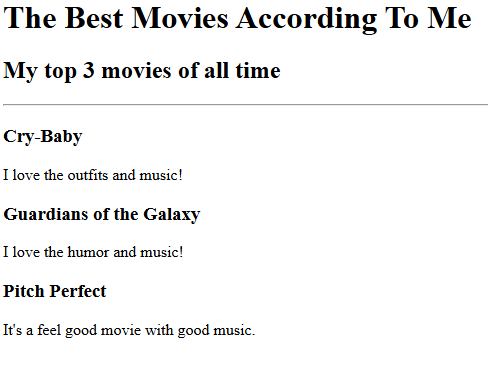 The Best Movies According To Me
My top 3 movies of all time
Cry-Baby
I love the outfits and music!
Guardians of the Galaxy
I love the humor and music!
Pitch Perfect
It's a feel good movie with good music.